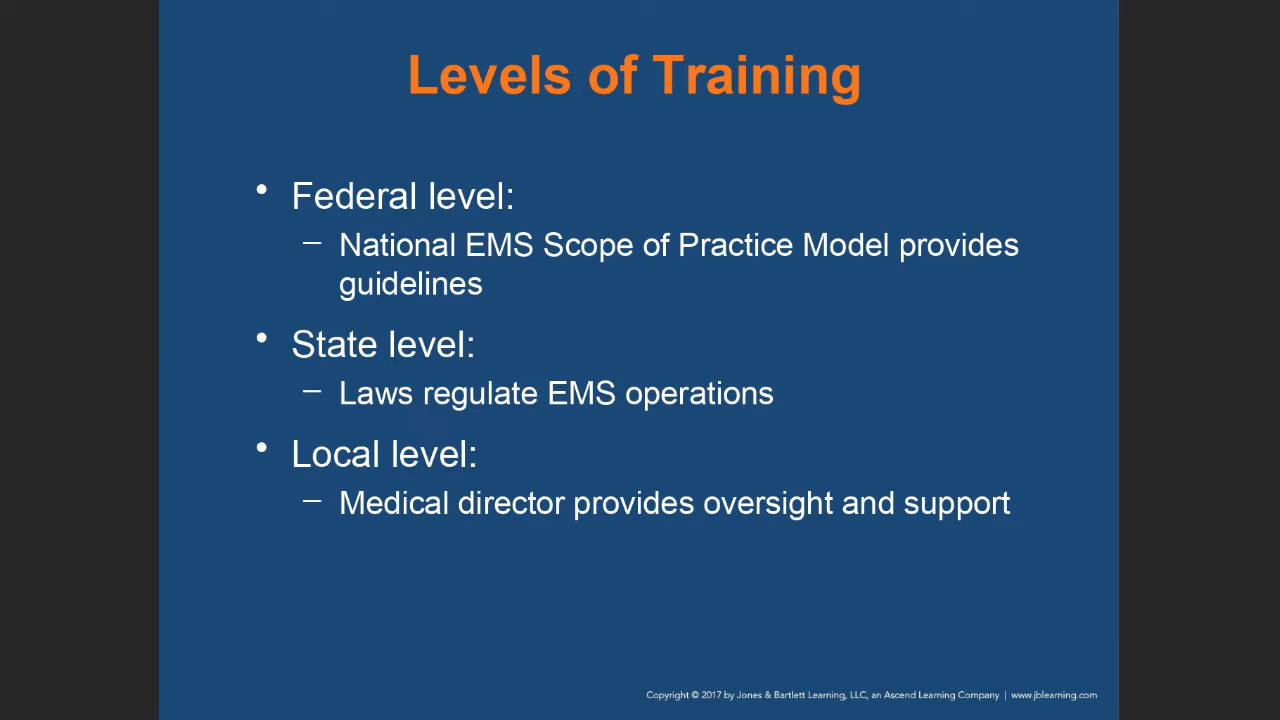 Levels of Training
• Federal level:
– National EMS Scope of Practice Model provides
guidelines
• State level:
– Laws regulate EMS operations
• Local level:
– Medical director provides oversight and support
Copyright © 2017 by Jones & Bartlett Learning, LLC, an Ascend Learning Company | www.jblearning.com